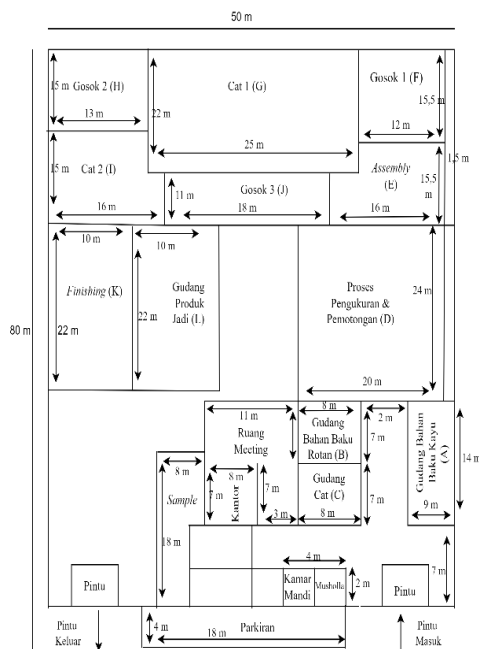 50 m
15 m
Gosok 2 (H)
13 m
22 m
Cat 1 (G)
25 m
Gosok 1 (F)
15,5 m
12 m
15 m
Cat 2 (I)
16 m
11 m
Gosok 3 (J)
18 m
Assembly
(E)
15,5
m
16 m
1,5 m
10 m
10 m
Finishing (K)
22 m
Gudang
Produk
Jadi (L)
22 m
Proses
Pengukuran &
Pemotongan (D)
24 m
20 m
80 m
11 m
Ruang
Meeting
8 m
Gudang
Bahan Baku
Rotan (B)
2 m
7 m
Gudang Bahan
Baku Kayu
(A)
14 m
9 m
8 m
Sample
18 m
8 m
7 m
Kantor
7 m
3 m
Gudang
Cat (C)
8 m
7 m
4 m
Kamar
Mandi
Musholla
2 m
7 m
Pintu
Pintu
Pintu
Keluar
4 m
Parkiran
18 m
Pintu
Masuk